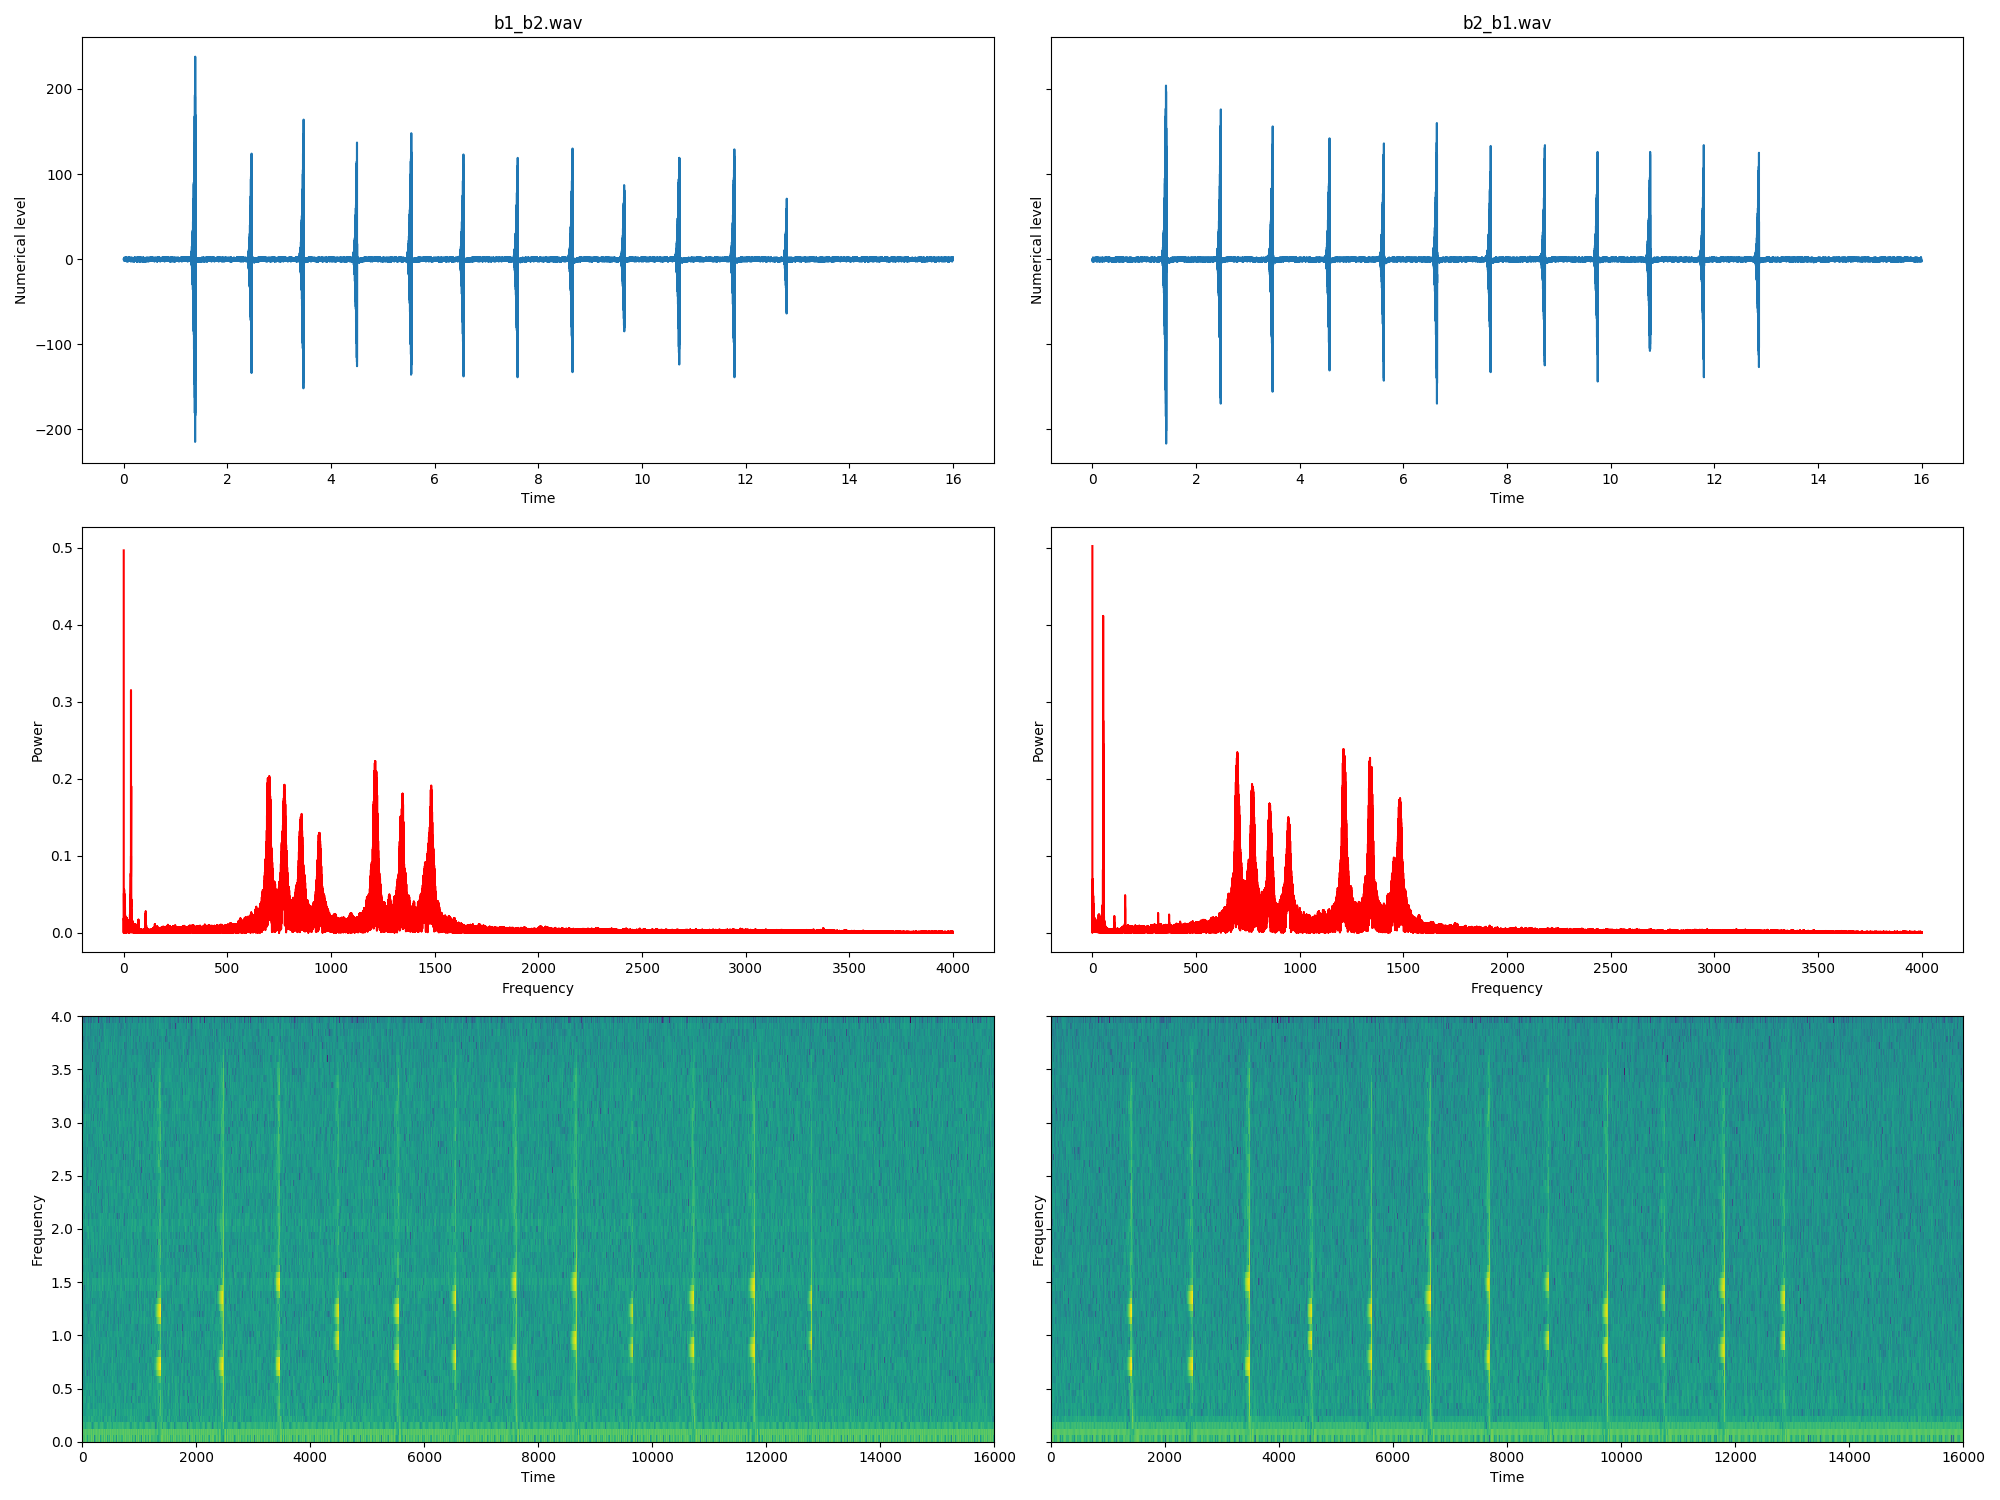 b1_b2.wav
b2_b1.wav
Numerical level
200
100
0
−100
−200
0 2 4 6 8 10 12 14 16
Time
Numerical level
0 2 4 6 8 10 12 14 16
Time
Power
0.5
0.4
0.3
0.2
0.1
0.0
0 500 1000 1500 2000 2500 3000 3500 4000
Frequency
Power
0 500 1000 1500 2000 2500 3000 3500 4000
Frequency
Frequency
4.0
3.5
3.0
2.5
2.0
1.5
1.0
0.5
0.0
0 2000 4000 6000 8000 10000 12000 14000 16000
Time
Frequency
0 2000 4000 6000 8000 10000 12000 14000 16000
Time